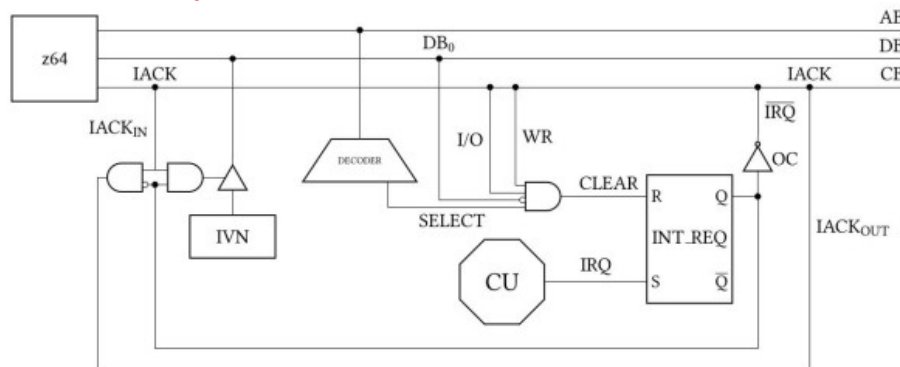 AB
z64
DB₀
DB
IACK
IACK
CB
IACK_IN
I/O
WR
IRQ
OC
DECODER
CLEAR
R
Q
SELECT
IVN
INT_REQ
IACK_OUT
CU
IRQ
S
Q